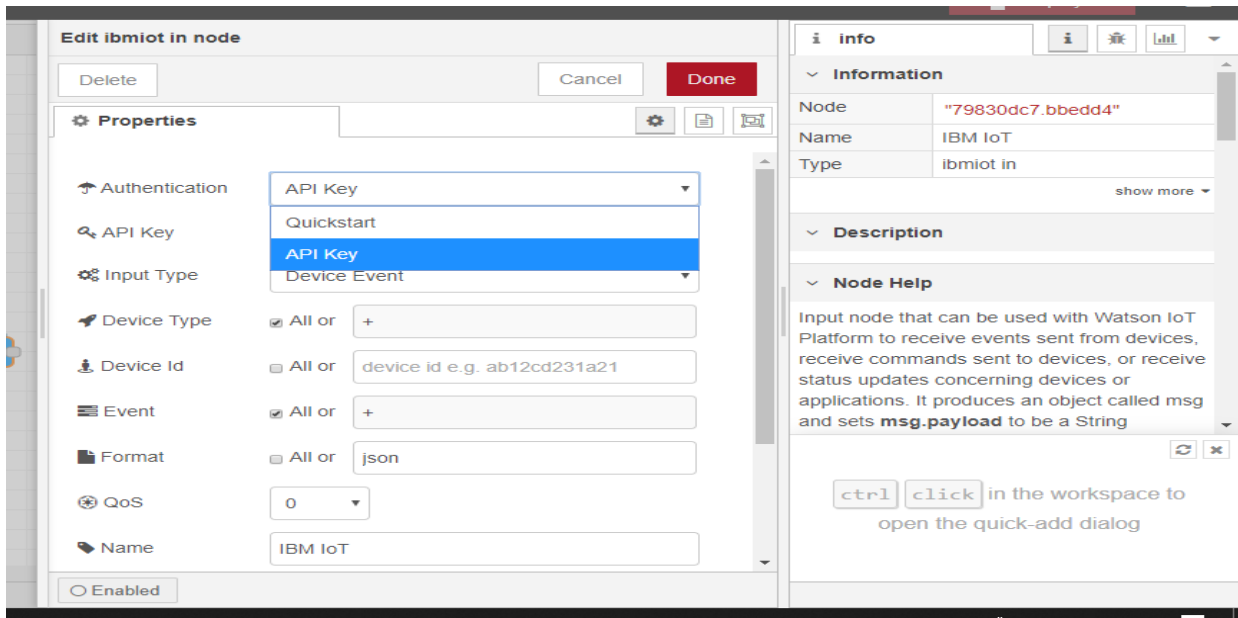 Edit ibmiot in node
Delete
Cancel
Done
Properties
Authentication
API Key
Quickstart
API Key
API Key
Input Type
Device Event
Device Type
All or
+
Device Id
All or
device id e.g. ab12cd231a21
Event
All or
+
Format
All or
json
QoS
0
Name
IBM IoT
Enabled
i info
i
Information
Node
"79830dc7.bbedd4"
Name
IBM IoT
Type
ibmiot in
show more
Description
Node Help
Input node that can be used with Watson IoT
Platform to receive events sent from devices,
receive commands sent to devices, or receive
status updates concerning devices or
applications. It produces an object called msg
and sets msg.payload to be a String
ctrl click in the workspace to
open the quick-add dialog